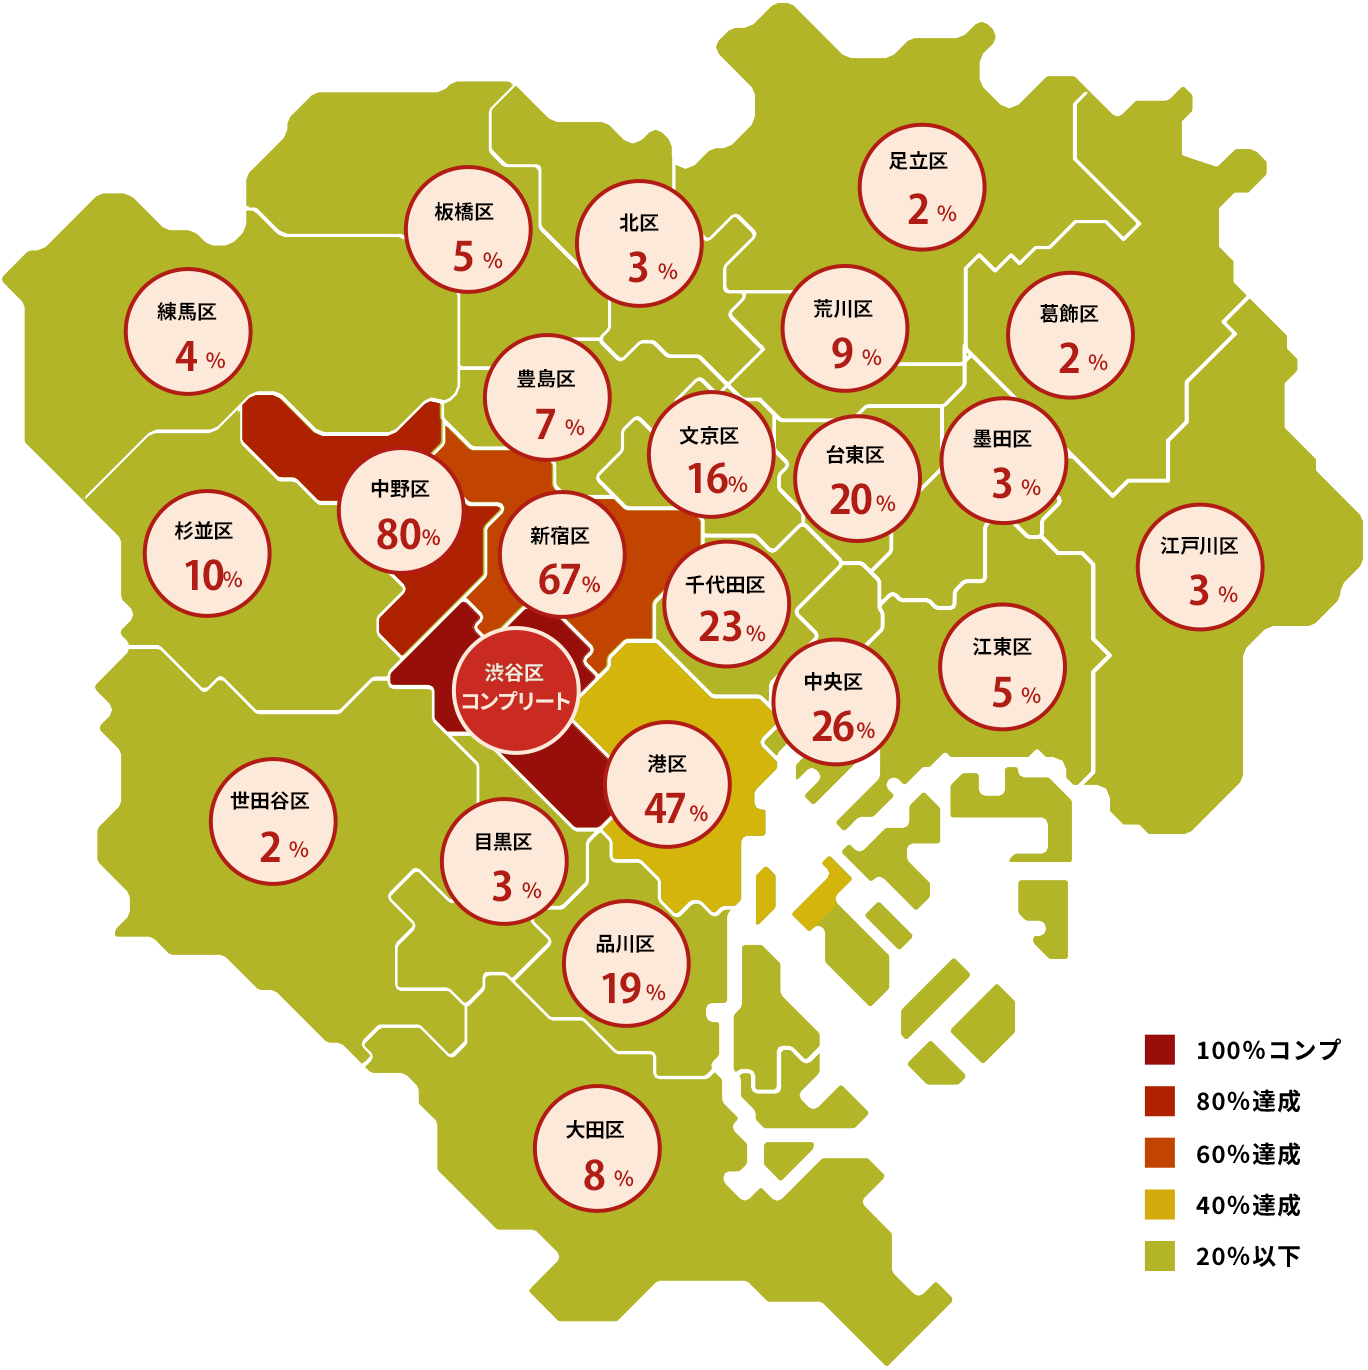 足立区
2 %
板橋区
5 %
北区
3 %
練馬区
4 %
荒川区
9 %
葛飾区
2 %
豊島区
7 %
文京区
16%
台東区
20 %
墨田区
3 %
中野区
80%
杉並区
10%
新宿区
67%
江戸川区
3 %
千代田区
23 %
渋谷区
コンプリート
中央区
26%
江東区
5 %
港区
47 %
世田谷区
2 %
目黒区
3 %
品川区
19 %
大田区
8 %
100%コンプ
80%達成
60%達成
40%達成
20%以下